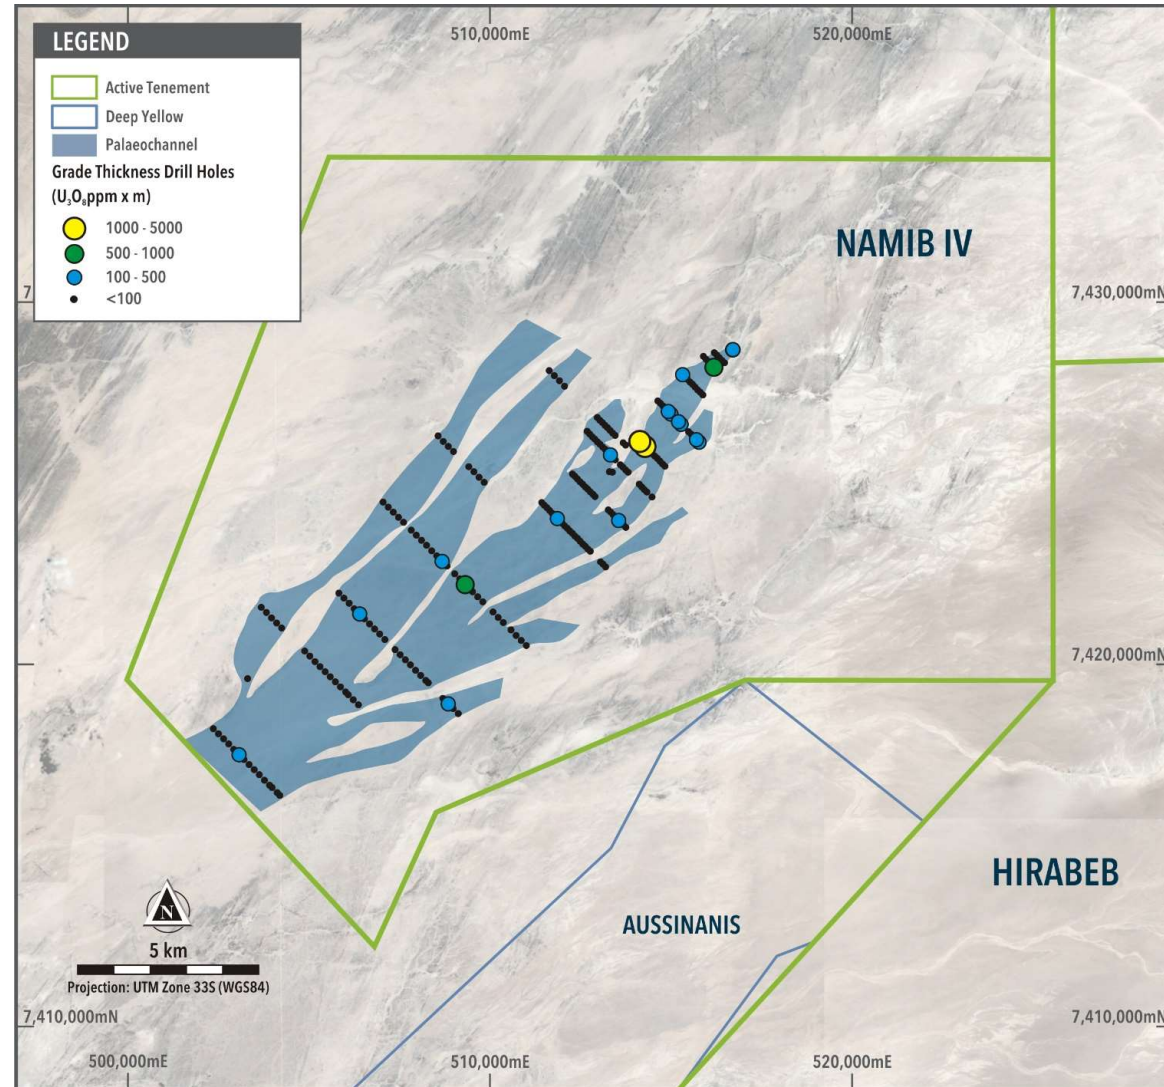 LEGEND
Active Tenement
Deep Yellow
Palaeochannel
Grade Thickness Drill Holes
(U₃O₈ppm x m)
1000 - 5000
500 - 1000
100 - 500
<100
510,000mE
520,000mE
NAMIB IV
7
7,430,000mN
7,420,000mN
HIRABEB
AUSSINANIS
N
5 km
Projection: UTM Zone 33S (WGS84)
7,410,000mN
7,410,000mN
500,000mE
510,000mE
520,000mE